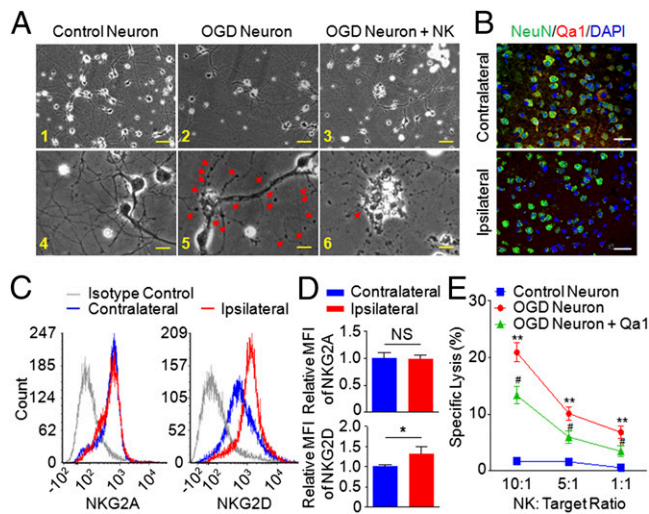 A
Control Neuron
OGD Neuron
OGD Neuron + NK
1
2
3
4
5
6
B
NeuN/Qa1/DAPI
Contralateral
Ipsilateral
C
Isotype Control
Contralateral
Ipsilateral
Count
247
185
124
62
0
-10² 10² 10³ 10⁴
NKG2A
209
157
105
52
0
-10² 10² 10³ 10⁴
NKG2D
D
Contralateral
Ipsilateral
Relative MFI
of NKG2A
1.5
1.0
0.5
0
NS
Relative MFI
of NKG2D
2.0
1.5
1.0
0.5
0
*
E
Control Neuron
OGD Neuron
OGD Neuron + Qa1
Specific Lysis (%)
30
20
10
0
** ** **
# # #
10:1 5:1 1:1
NK: Target Ratio